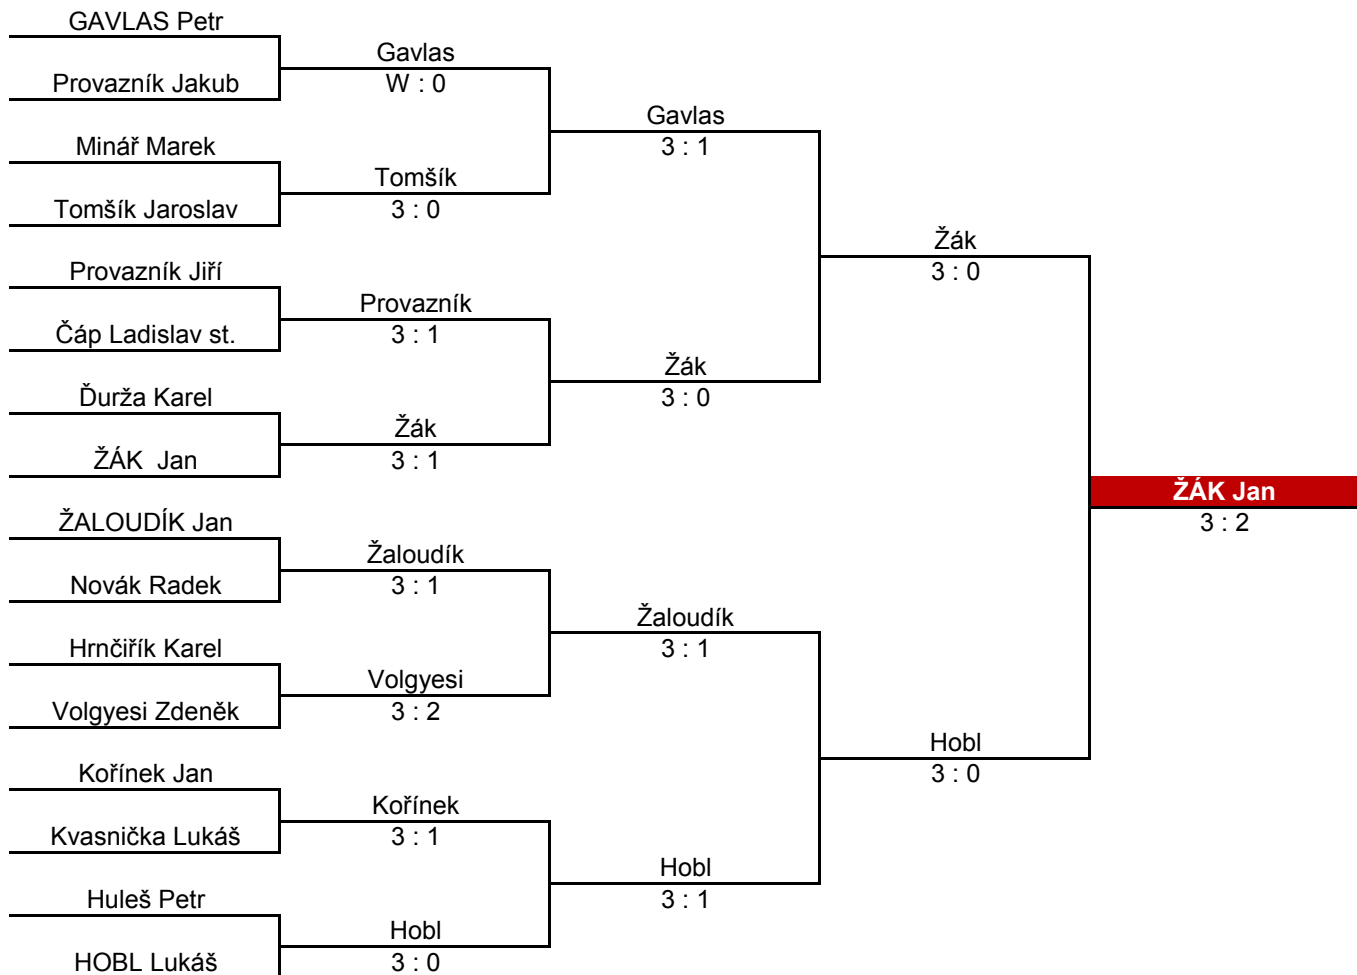 GAVLAS Petr
Gavlas
Provazník Jakub
W : 0
Gavlas
Minář Marek
3 : 1
Tomšík
Tomšík Jaroslav
3 : 0
Žák
Provazník Jiří
3 : 0
Provazník
Čáp Ladislav st.
3 : 1
Žák
Ďurža Karel
3 : 0
Žák
ŽÁK  Jan
3 : 1
ŽÁK Jan
ŽALOUDÍK Jan
3 : 2
Žaloudík
Novák Radek
3 : 1
Žaloudík
Hrnčiřík Karel
3 : 1
Volgyesi
Volgyesi Zdeněk
3 : 2
Hobl
Kořínek Jan
3 : 0
Kořínek
Kvasnička Lukáš
3 : 1
Hobl
Huleš Petr
3 : 1
Hobl
HOBL Lukáš
3 : 0